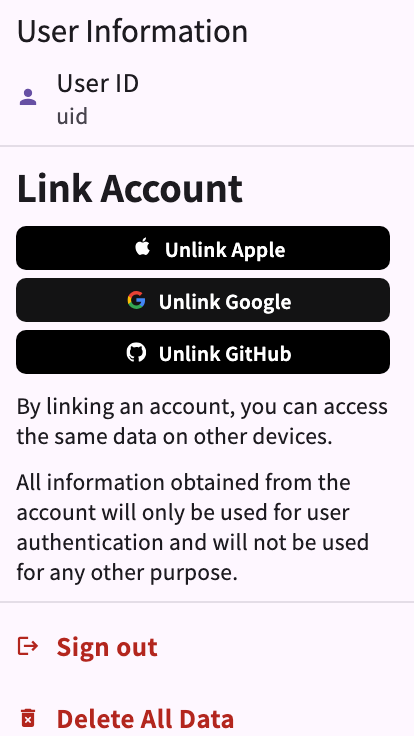 User Information
User ID
uid
Link Account
Unlink Apple
Unlink Google
Unlink GitHub
By linking an account, you can access
the same data on other devices.
All information obtained from the
account will only be used for user
authentication and will not be used
for any other purpose.
Sign out
Delete All Data